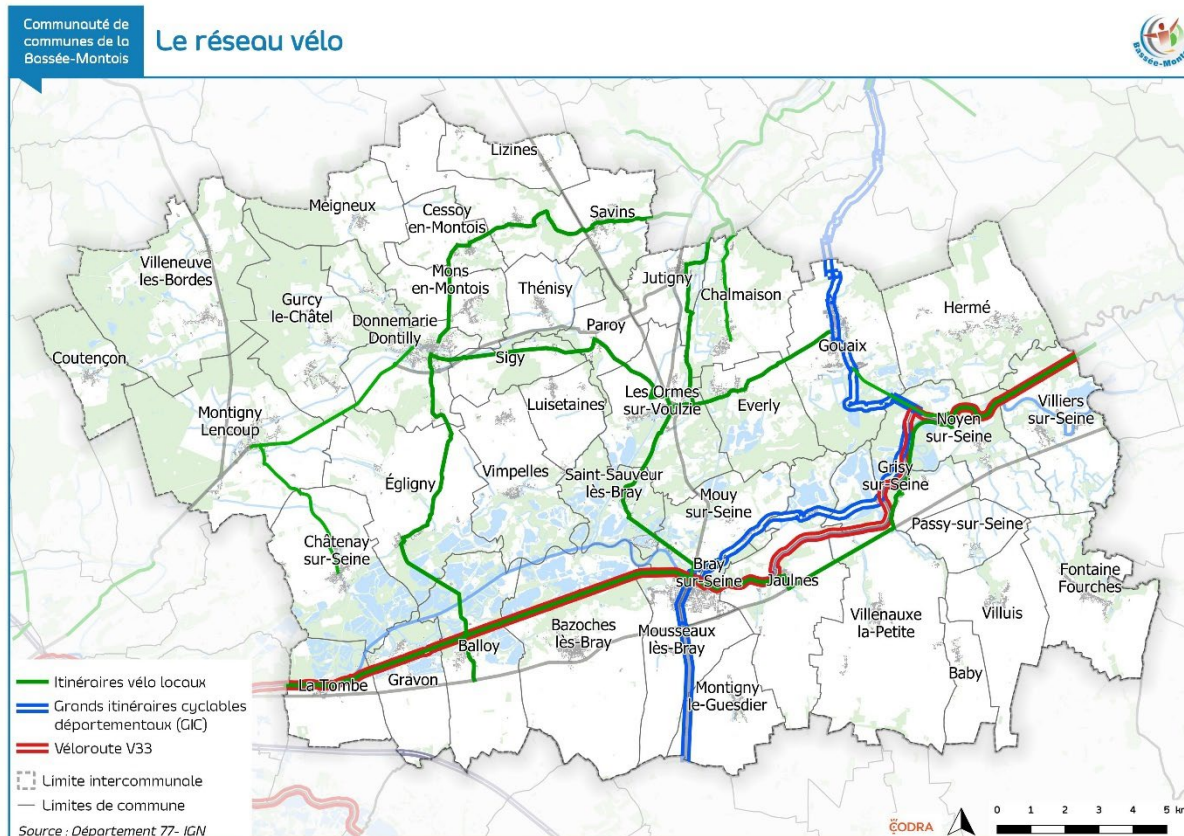 Communauté de
communes de la
Bassée-Montois
Le réseau vélo
Bassée-Montois
Lizines
Meigneux
Cessoy
en-Montois
Savins
Villeneuve
les-Bordes
Mons
en-Montois
Thénisy
Jutigny
Chalmaison
Gurcy
le-Châtel
Donnemarie
Dontilly
Paroy
Hermé
Gouaix
Coutençon
Sigy
Luisetaines
Les Ormes
sur-Voulzie
Everly
Montigny
Lencoup
Noyen
sur-Seine
Villiers
sur-Seine
Égligny
Vimpelles
Saint-Sauveur
lès-Bray
Mouy
sur-Seine
Grisy
sur-Seine
Passy-sur-Seine
Châtenay
sur-Seine
Bray
sur-Seine
Jaulnes
Fontaine
Fourches
Villenauxe
la-Petite
Villuis
Bazoches
lès-Bray
Mousseaux
lès-Bray
Balloy
Gravon
La Tombe
Baby
Montigny
le-Guesdier
Itinéraires vélo locaux
Grands itinéraires cyclables
départementaux (GIC)
Véloroute V33
Limite intercommunale
Limites de commune
Source : Département 77- IGN
CODRA
0 1 2 3 4 5 km